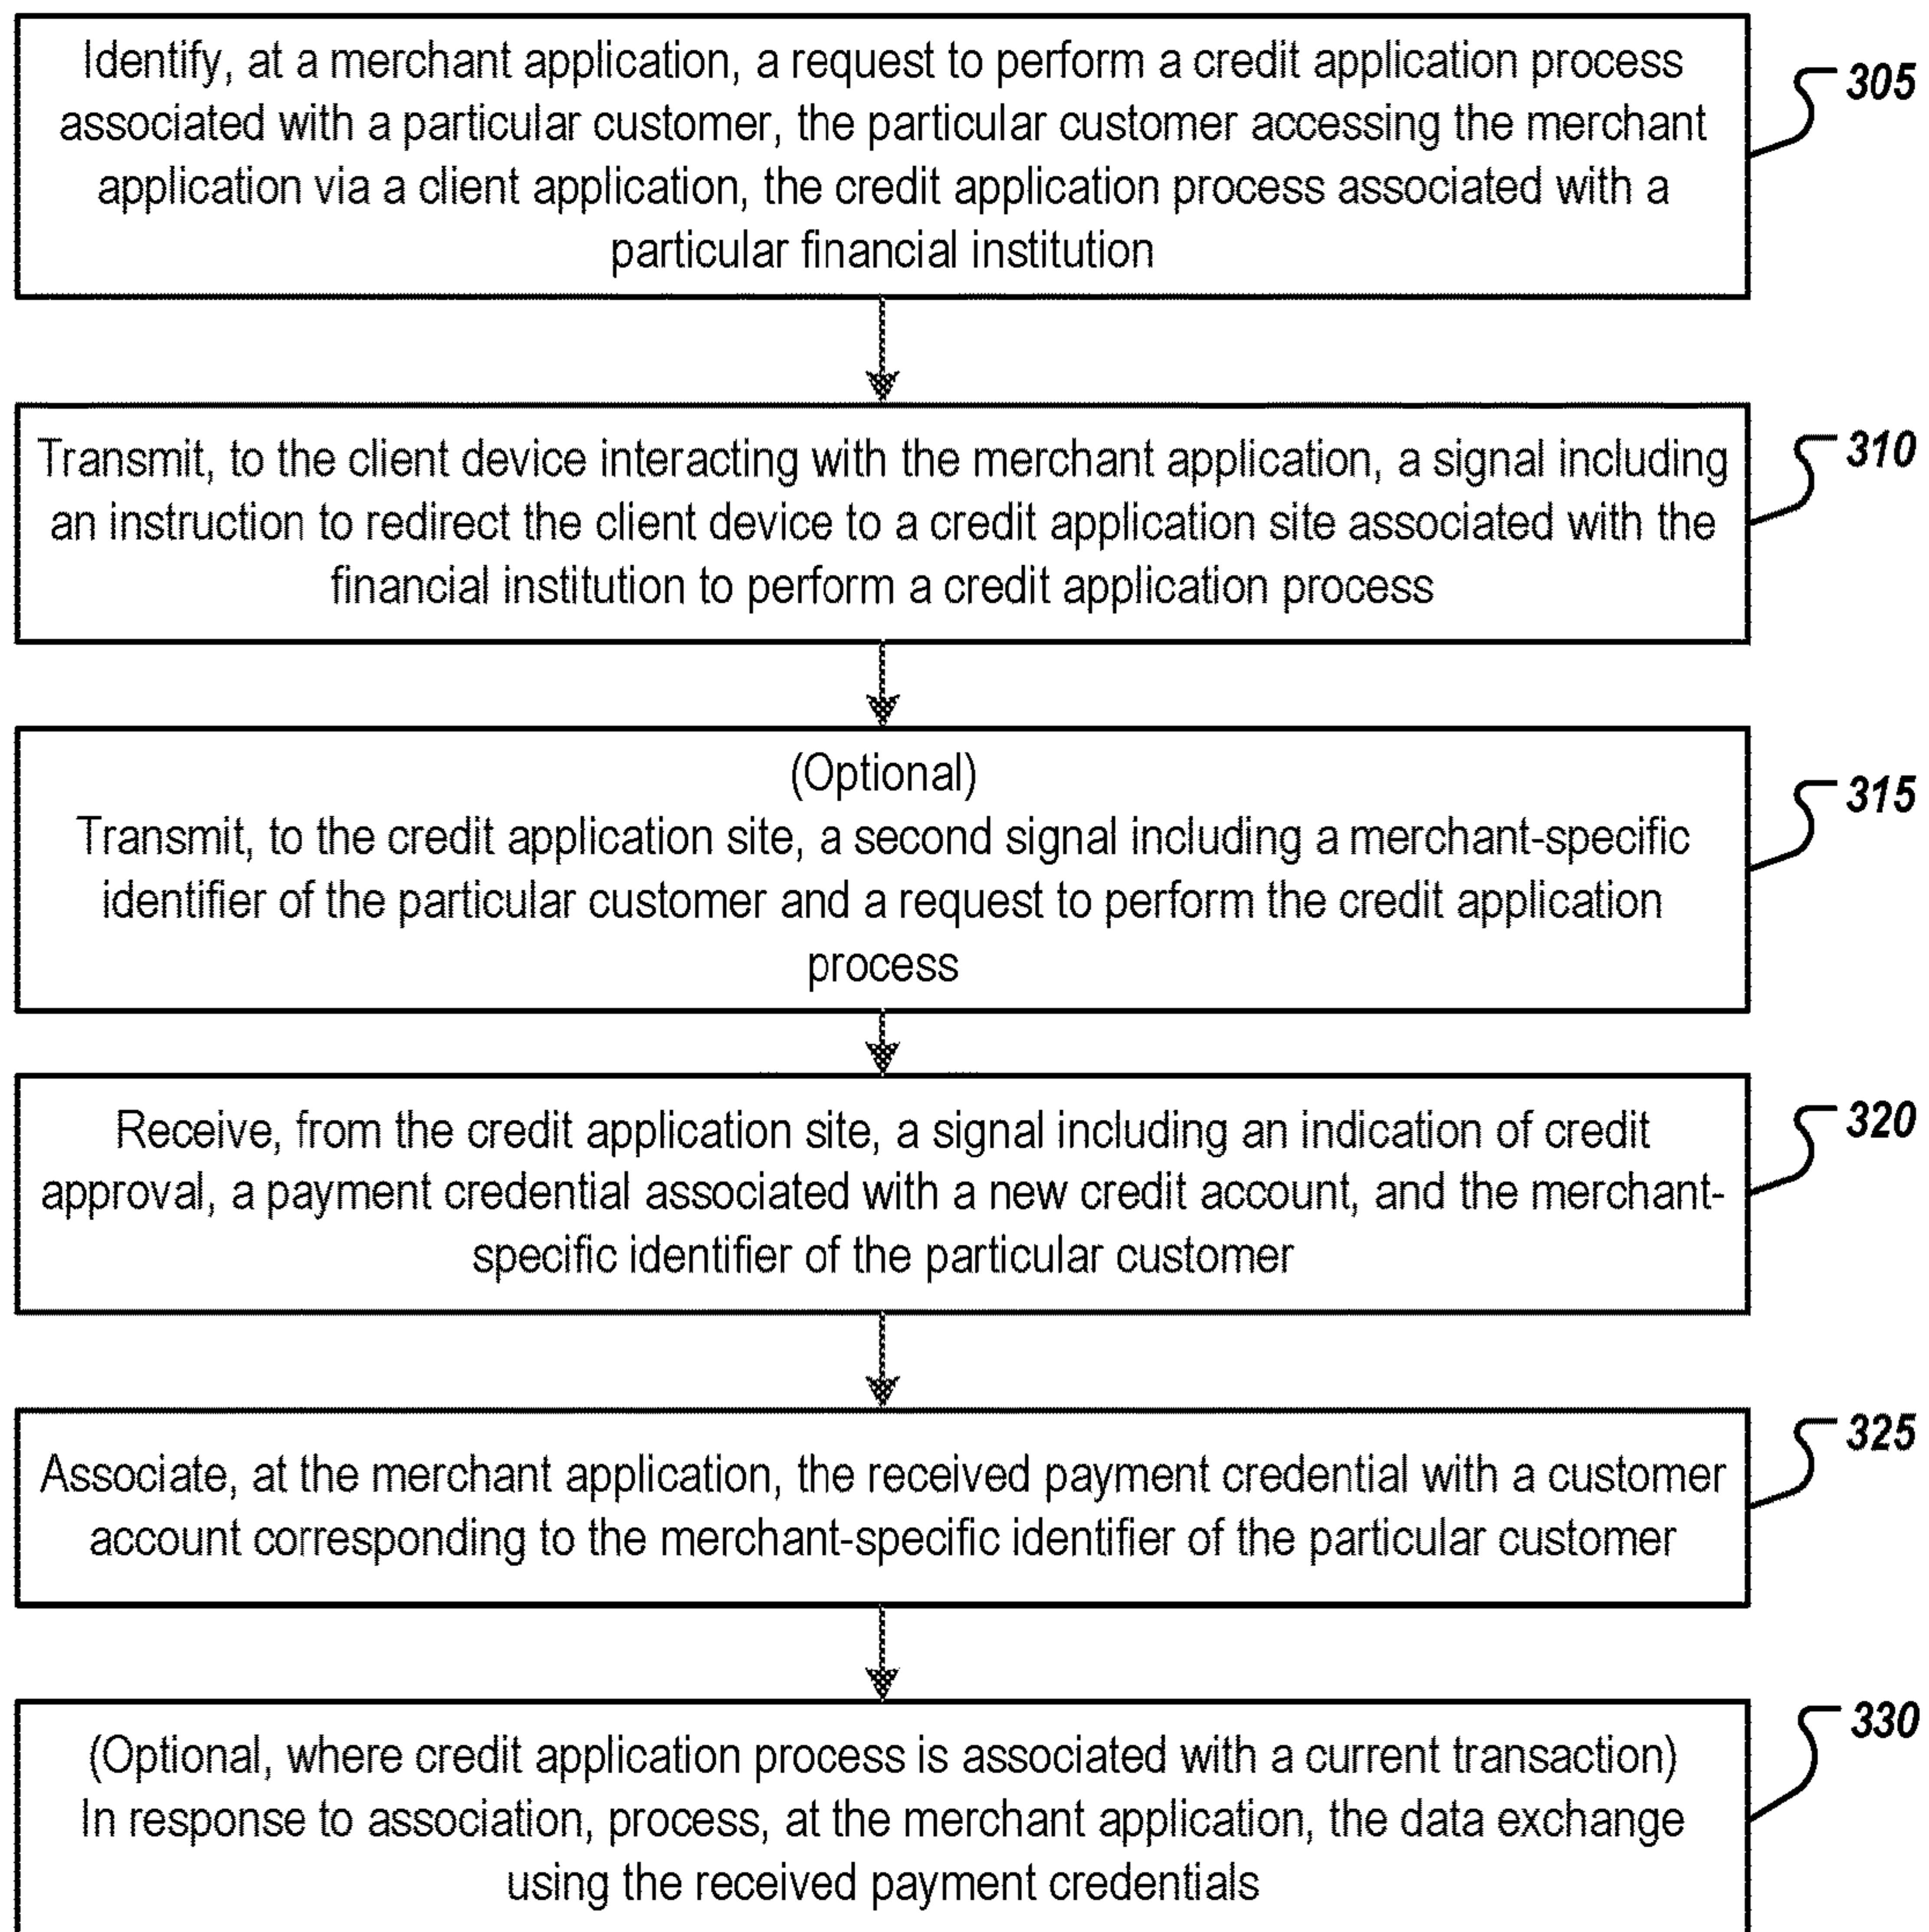 Identify, at a merchant application, a request to perform a credit application process
associated with a particular customer, the particular customer accessing the merchant
application via a client application, the credit application process associated with a
particular financial institution
305
Transmit, to the client device interacting with the merchant application, a signal including
an instruction to redirect the client device to a credit application site associated with the
financial institution to perform a credit application process
310
(Optional)
Transmit, to the credit application site, a second signal including a merchant-specific
identifier of the particular customer and a request to perform the credit application
process
315
Receive, from the credit application site, a signal including an indication of credit
approval, a payment credential associated with a new credit account, and the merchant-
specific identifier of the particular customer
320
Associate, at the merchant application, the received payment credential with a customer
account corresponding to the merchant-specific identifier of the particular customer
325
(Optional, where credit application process is associated with a current transaction)
In response to association, process, at the merchant application, the data exchange
using the received payment credentials
330